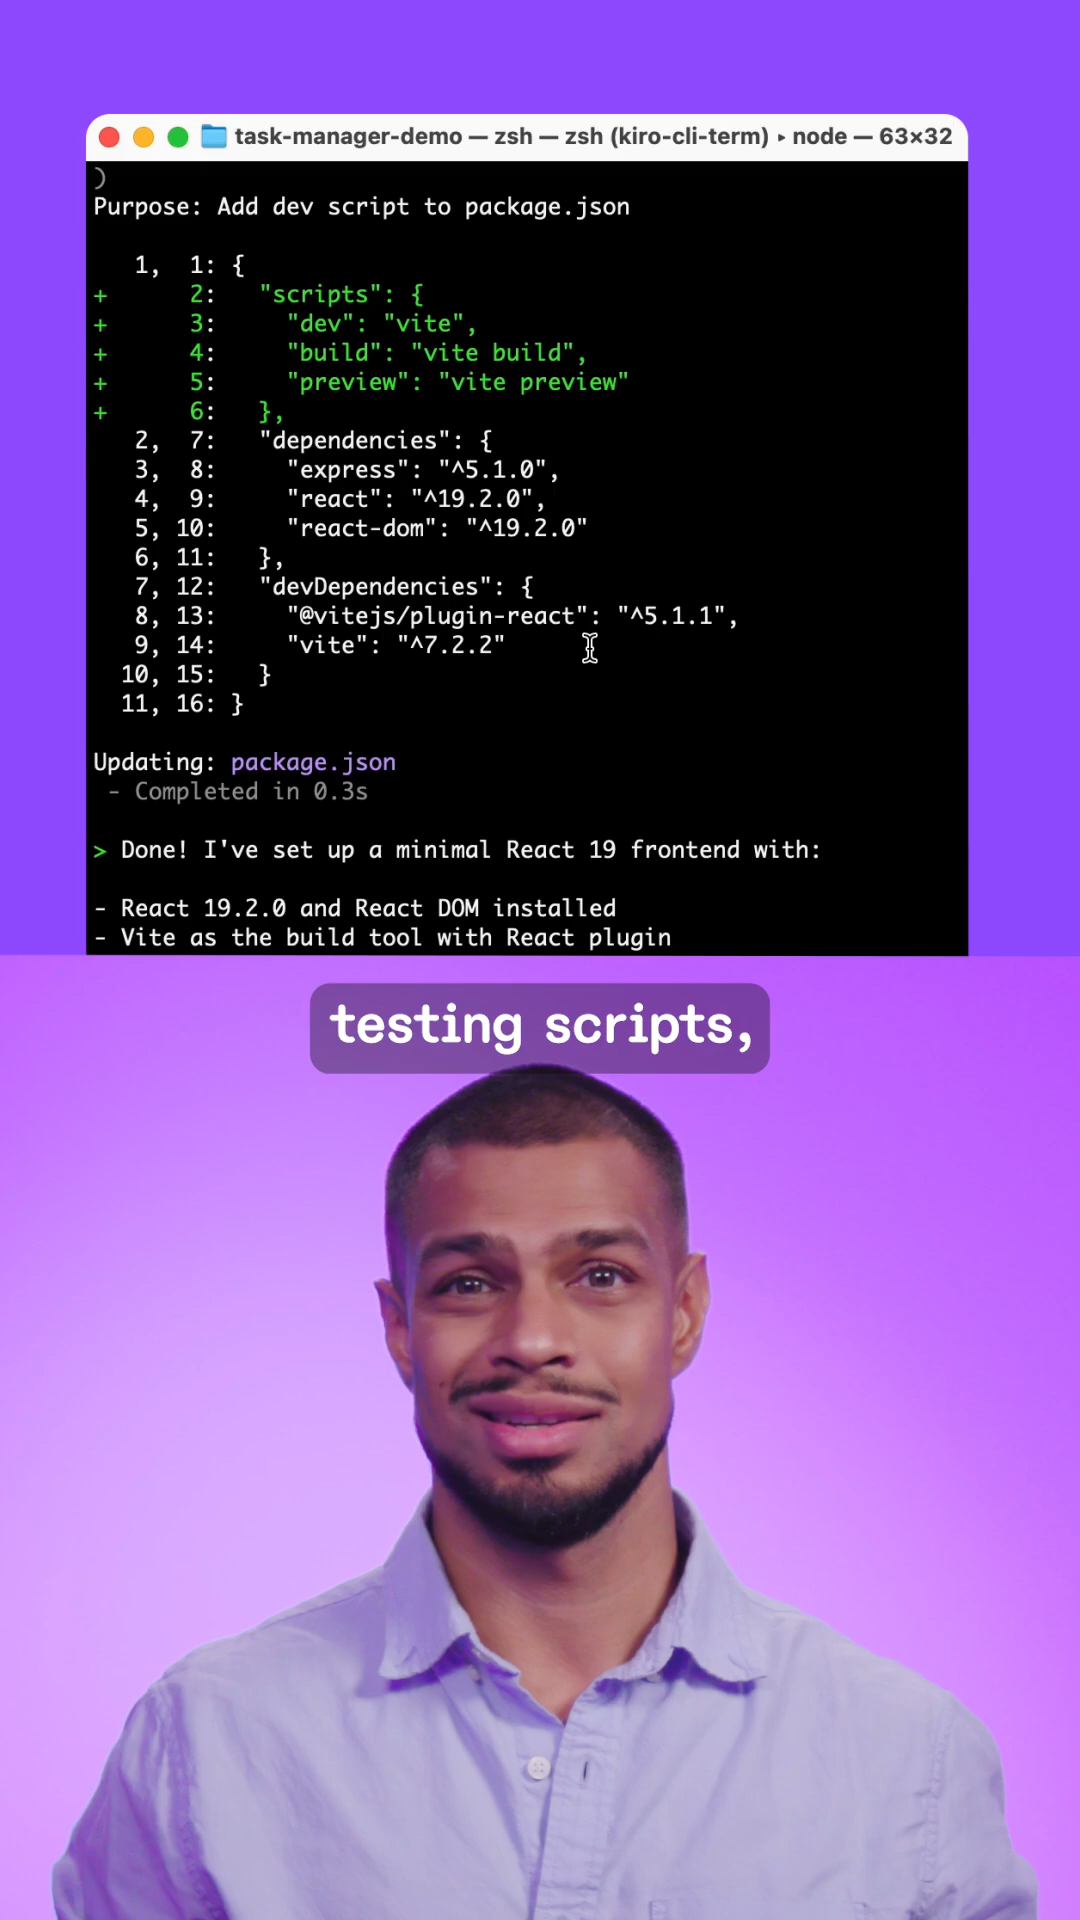 task-manager-demo — zsh — zsh (kiro-cli-term) ▸ node — 63×32
)
Purpose: Add dev script to package.json
1, 1: {
+ 2: "scripts": {
+ 3: "dev": "vite",
+ 4: "build": "vite build",
+ 5: "preview": "vite preview"
+ 6: },
2, 7: "dependencies": {
3, 8: "express": "^5.1.0",
4, 9: "react": "^19.2.0",
5, 10: "react-dom": "^19.2.0"
6, 11: },
7, 12: "devDependencies": {
8, 13: "@vitejs/plugin-react": "^5.1.1",
9, 14: "vite": "^7.2.2"
10, 15: }
11, 16: }
Updating: package.json
- Completed in 0.3s
> Done! I've set up a minimal React 19 frontend with:
- React 19.2.0 and React DOM installed
- Vite as the build tool with React plugin
testing scripts,